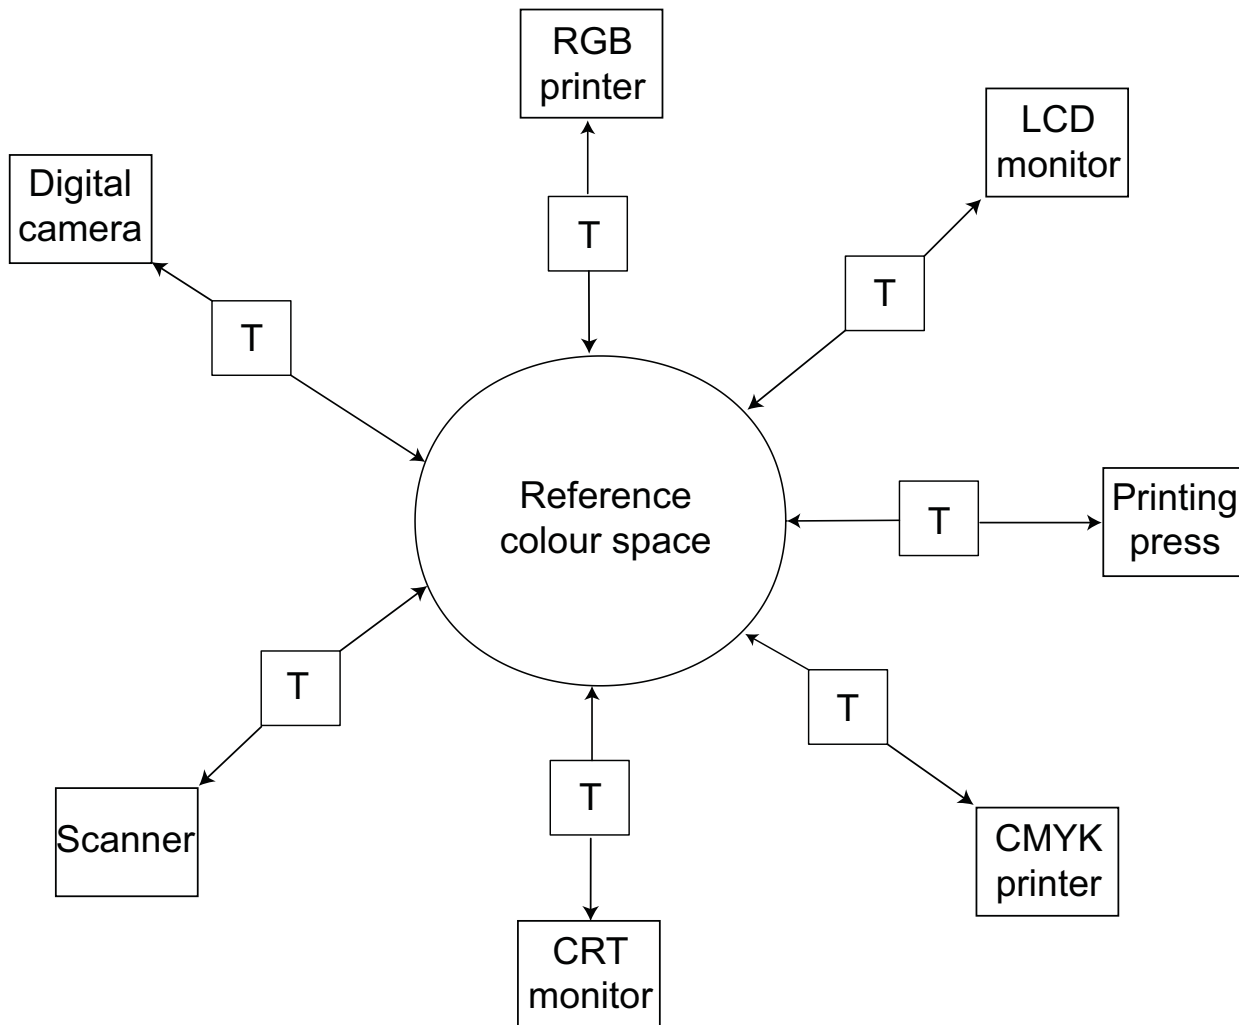 RGB
printer
LCD
monitor
Digital
camera
T
T
T
Reference
colour space
T
Printing
press
T
T
T
Scanner
CMYK
printer
CRT
monitor